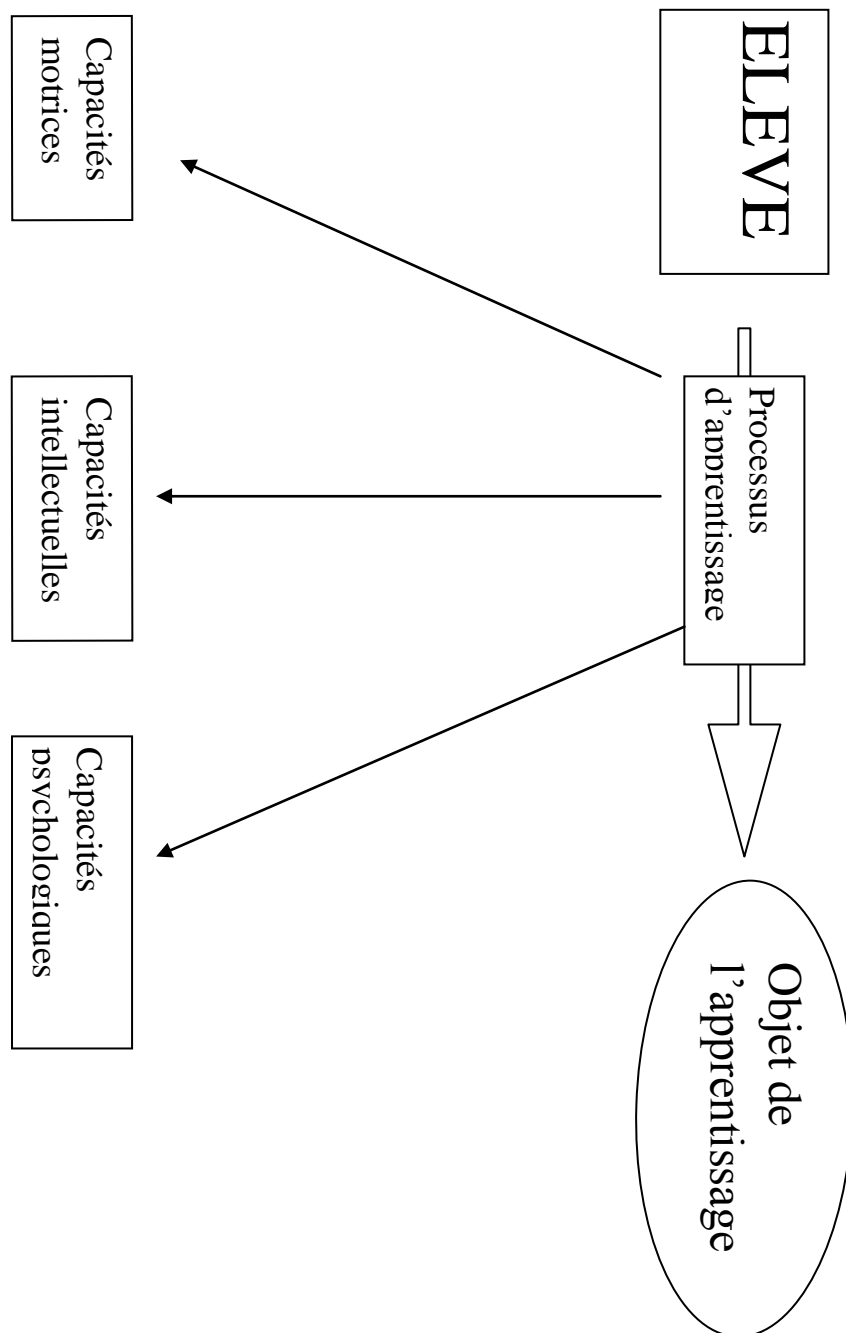 ELEVE
Processus
d’apprentissage
Objet de
l’apprentissage
Capacités
motrices
Capacités
intellectuelles
Capacités
psychologiques